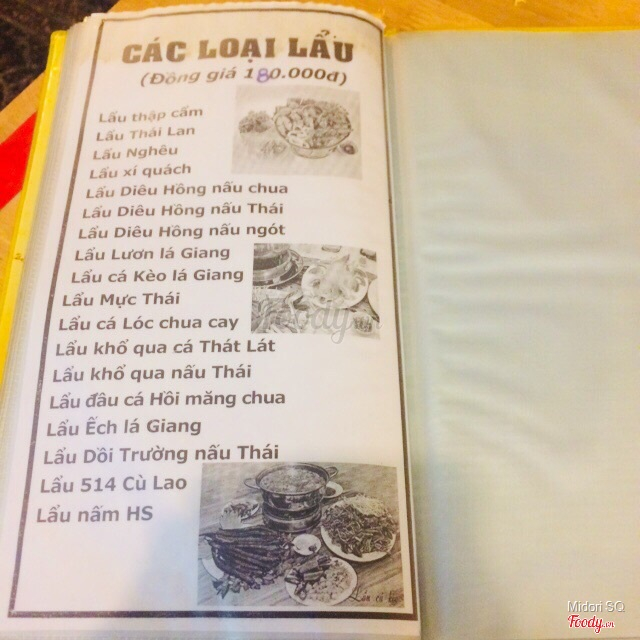 CÁC LOẠI LẨU
(Đồng giá 180.000đ)
Lẩu thập cẩm
Lẩu Thái Lan
Lẩu Nghêu
Lẩu xí quách
Lẩu Diêu Hồng nấu chua
Lẩu Diêu Hồng nấu Thái
Lẩu Diêu Hồng nấu ngót
Lẩu Lươn lá Giang
Lẩu cá Kèo lá Giang
Lẩu Mực Thái
Lẩu cá Lóc chua cay
Lẩu khổ qua cá Thát Lát
Lẩu khổ qua nấu Thái
Lẩu đầu cá Hồi măng chua
Lẩu Ếch lá Giang
Lẩu Dồi Trường nấu Thái
Lẩu 514 Cù Lao
Lẩu nấm HS
foody.vn
Midori SQ
Foody.vn